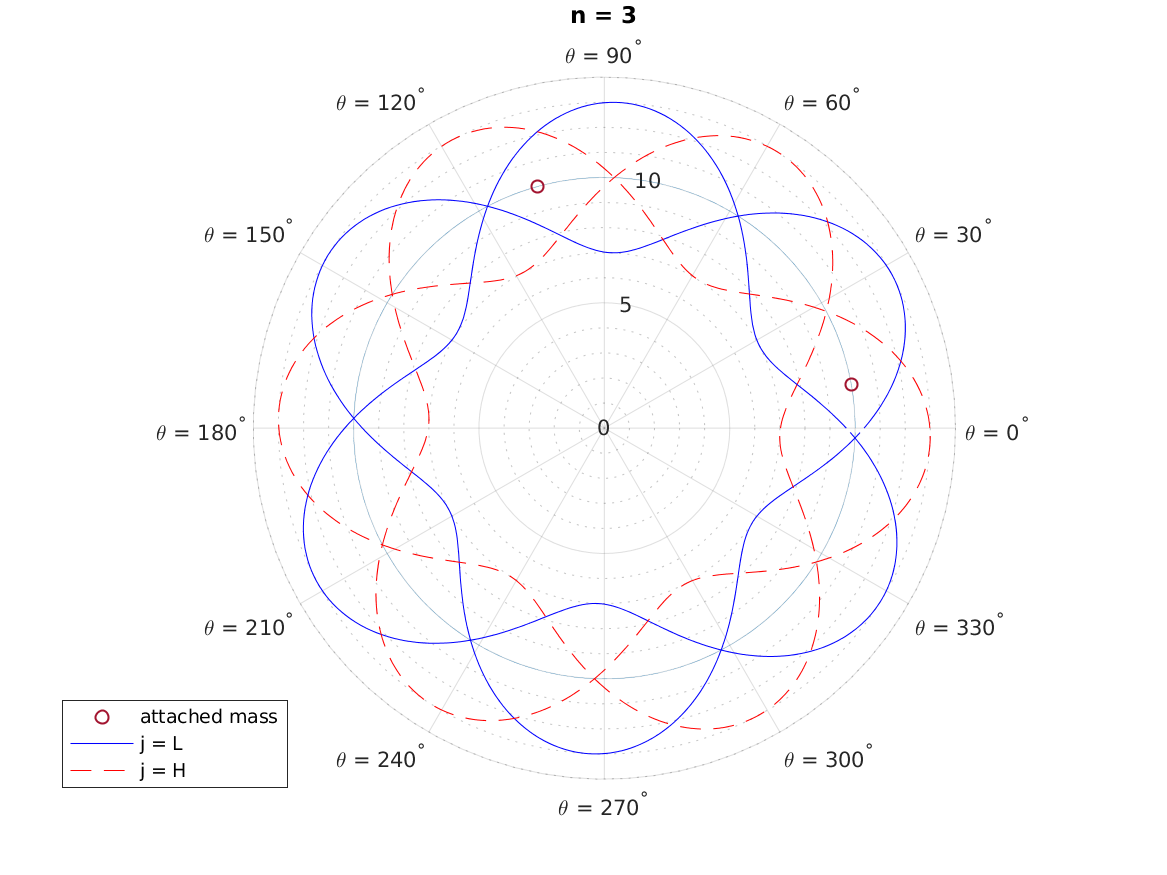 n = 3
θ = 90°
θ = 120°
θ = 60°
10
θ = 150°
θ = 30°
5
θ = 180°
0
θ = 0°
θ = 210°
θ = 330°
attached mass
j = L
j = H
θ = 240°
θ = 300°
θ = 270°